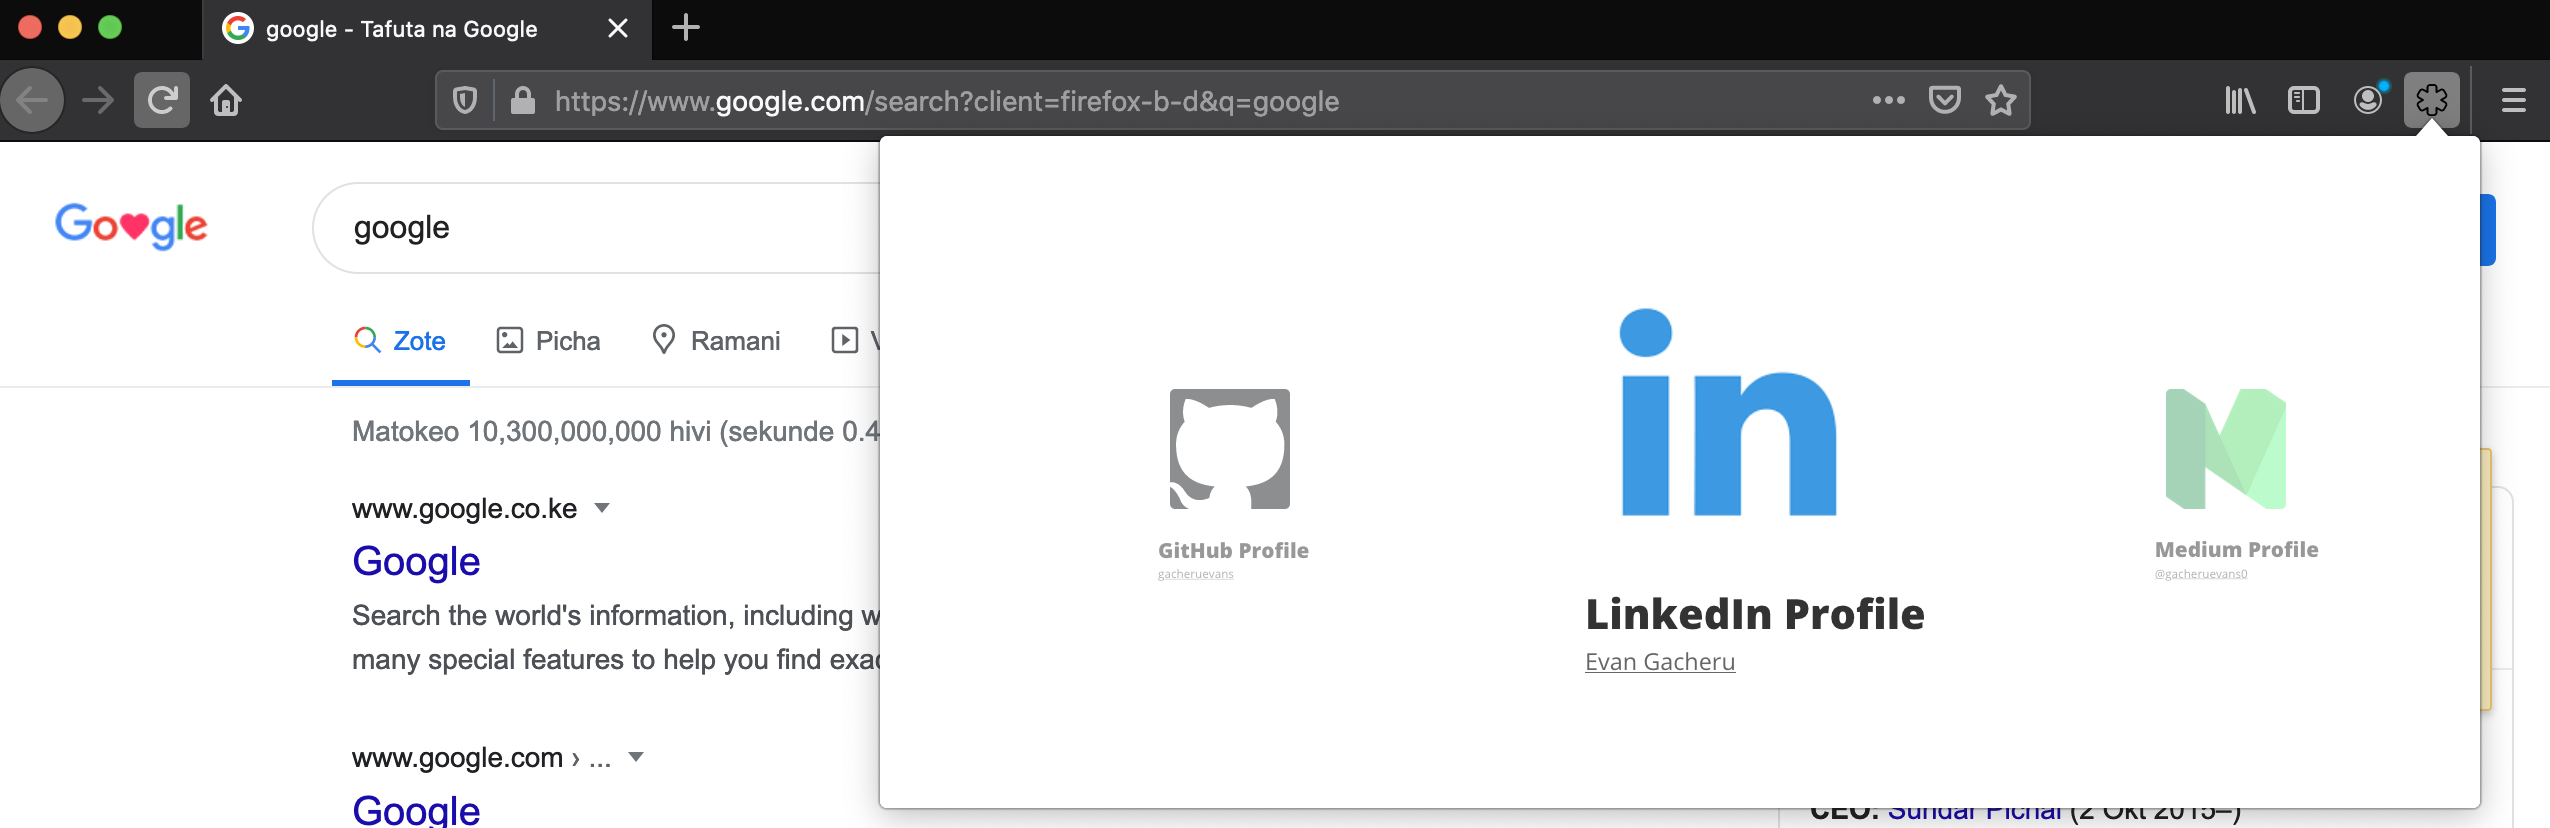 google - Tafuta na Google
https://www.google.com/search?client=firefox-b-d&q=google
Google
google
Zote
Picha
Ramani
Matokeo 10,300,000,000 hivi (sekunde 0.4
www.google.co.ke
Google
Search the world's information, including
many special features to help you find
www.google.com › ...
Google
GitHub Profile
gacheruevans
in
LinkedIn Profile
Evan Gacheru
Medium Profile
@gacheruevans0
CEO: Sundar Pichai (2 Okt 2015–)